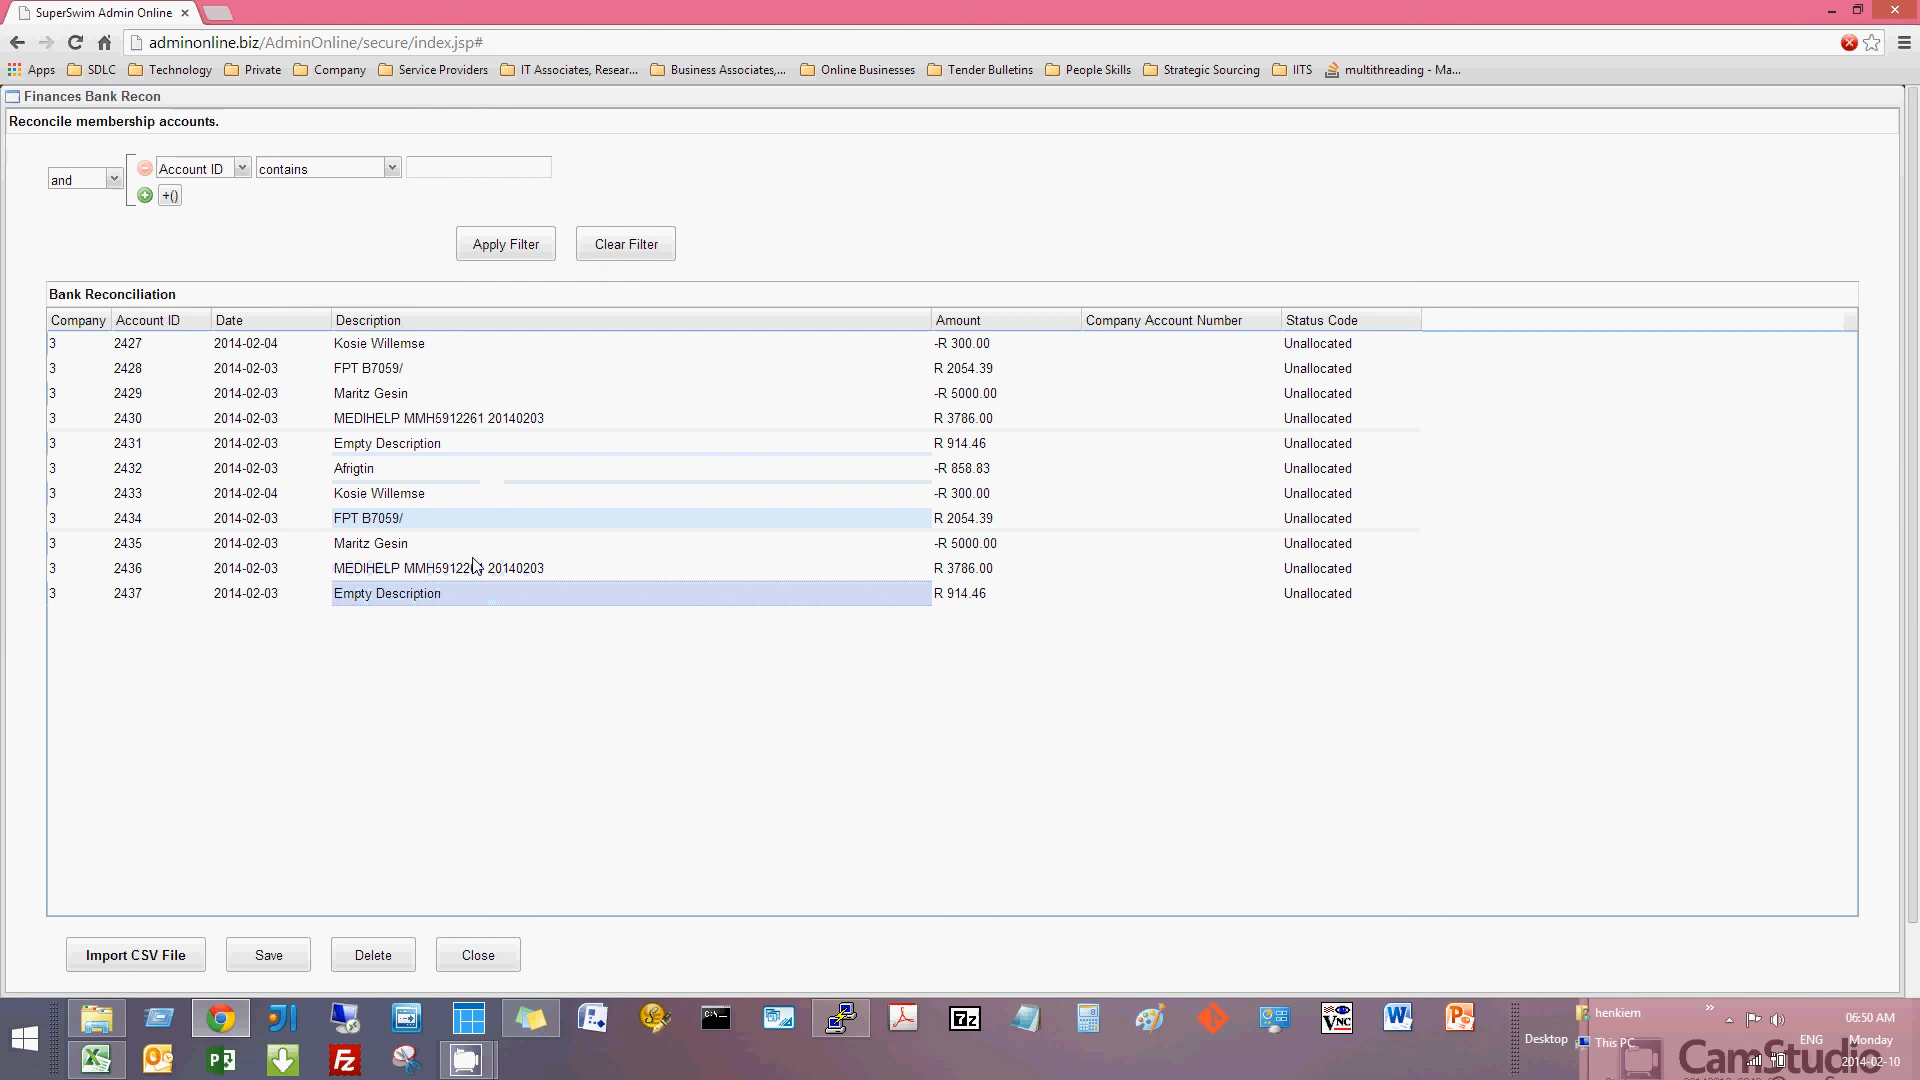 SuperSwim Admin Online
adminonline.biz/AdminOnline/secure/index.jsp#
Apps SDLC Technology Private Company Service Providers IT Associates, Resear... Business Associates,... Online Businesses Tender Bulletins People Skills Strategic Sourcing IITS multithreading - Ma...
Finances Bank Recon
Reconcile membership accounts.
and Account ID contains
+()
Apply Filter Clear Filter
Bank Reconciliation
Company Account ID Date Description Amount Company Account Number Status Code
3 2427 2014-02-04 Kosie Willemse -R 300.00 Unallocated
3 2428 2014-02-03 FPT B7059/ R 2054.39 Unallocated
3 2429 2014-02-03 Maritz Gesin -R 5000.00 Unallocated
3 2430 2014-02-03 MEDIHELP MMH5912261 20140203 R 3786.00 Unallocated
3 2431 2014-02-03 Empty Description R 914.46 Unallocated
3 2432 2014-02-03 Afrigtin -R 858.83 Unallocated
3 2433 2014-02-04 Kosie Willemse -R 300.00 Unallocated
3 2434 2014-02-03 FPT B7059/ R 2054.39 Unallocated
3 2435 2014-02-03 Maritz Gesin -R 5000.00 Unallocated
3 2436 2014-02-03 MEDIHELP 20140203 R 3786.00 Unallocated
3 2437 2014-02-03 Empty Description R 914.46 Unallocated
Import CSV File Save Delete Close
henkiem 06:50 AM
Desktop This PC ENG Monday
CamStudio 2014-02-10